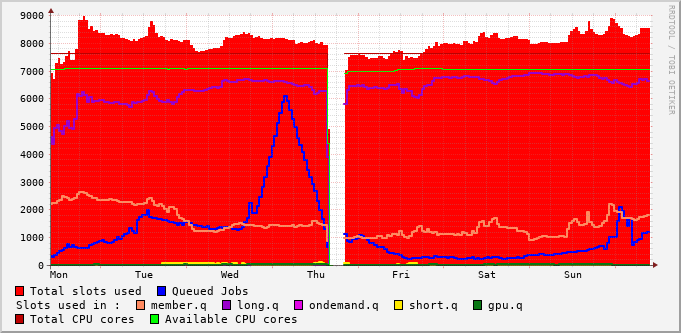 9000
8000
7000
6000
5000
4000
3000
2000
1000
0
Mon Tue Wed Thu Fri Sat Sun
RRDTOOL / TOBI OETIKER
Total slots used Queued Jobs
Slots used in : member.q long.q ondemand.q short.q gpu.q
Total CPU cores Available CPU cores